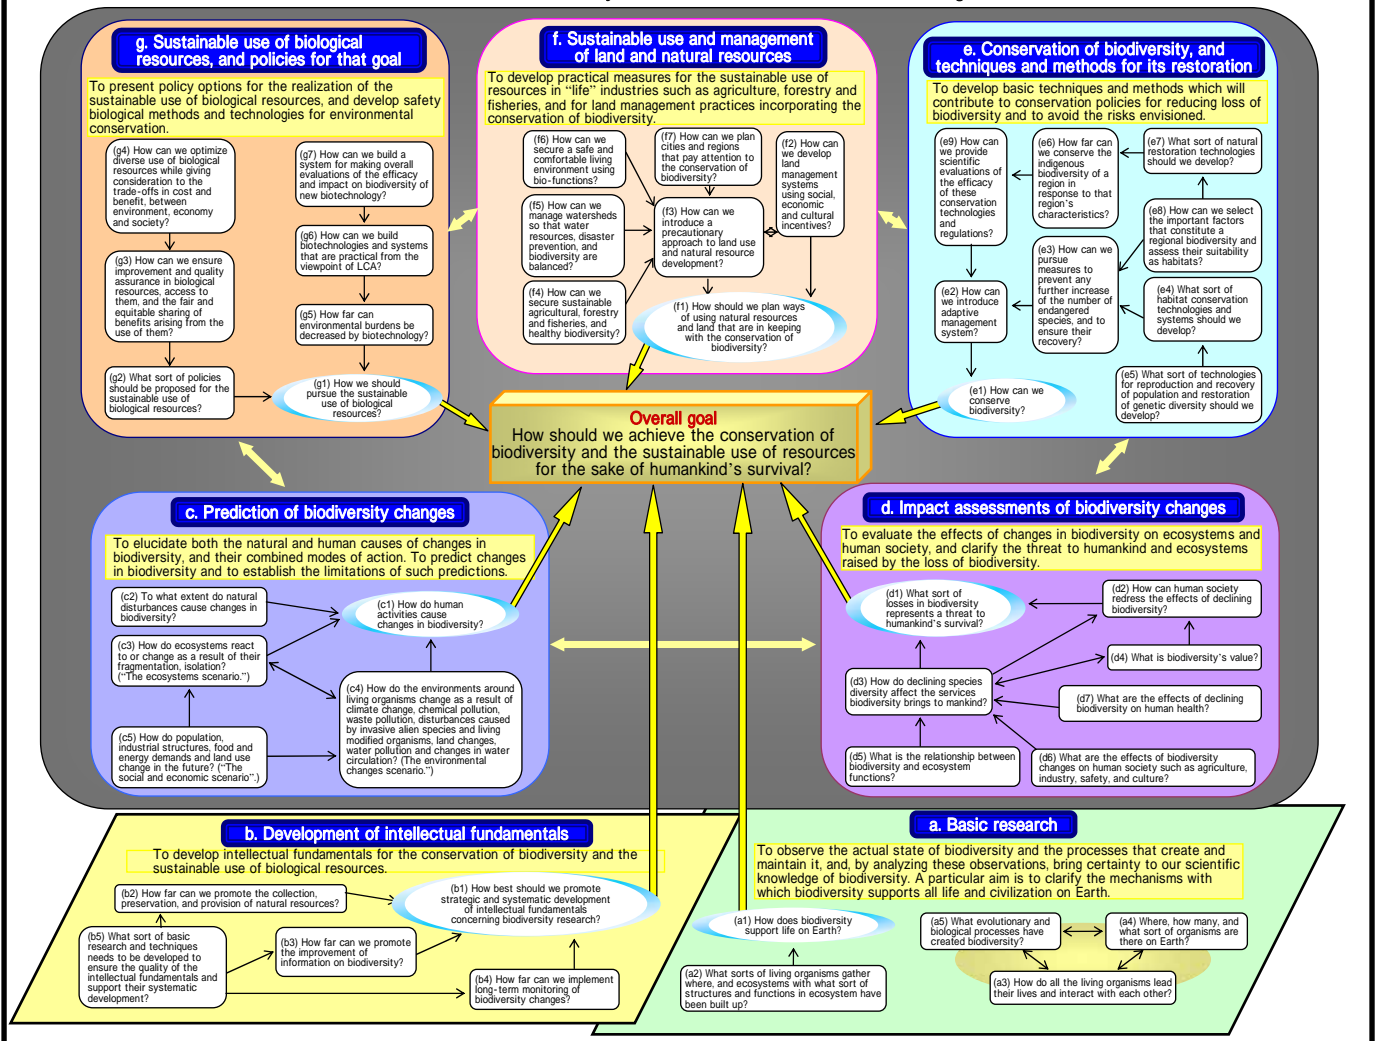 g. Sustainable use of biological
resources, and policies for that goal
To present policy options for the realization of the
sustainable use of biological resources, and develop safety
biological methods and technologies for environmental
conservation.
(g4) How can we optimize
diverse use of biological
resources while giving
consideration to the
trade-offs in cost and
benefit, between
environment, economy
and society?
(g7) How can we build a
system for making overall
evaluations of the efficacy
and impact on biodiversity of
new biotechnology?
(g6) How can we build
biotechnologies and systems
that are practical from the
viewpoint of LCA?
(g3) How can we ensure
improvement and quality
assurance in biological
resources, access to
them, and the fair and
equitable sharing of
benefits arising from the
use of them?
(g5) How far can
environmental burdens be
decreased by biotechnology?
(g2) What sort of policies
should be proposed for the
sustainable use of
biological resources?
(g1) How we should
pursue the sustainable
use of biological
resources?
f. Sustainable use and management
of land and natural resources
To develop practical measures for the sustainable use of
resources in “life” industries such as agriculture, forestry and
fisheries, and for land management practices incorporating the
conservation of biodiversity.
(f6) How can we
secure a safe and
comfortable living
environment using
bio-functions?
(f7) How can we plan
cities and regions
that pay attention to
the conservation of
biodiversity?
(f2) How can
we develop
land
management
systems
using social,
economic
and cultural
incentives?
(f5) How can we
manage watersheds
so that water
resources, disaster
prevention, and
biodiversity are
balanced?
(f3) How can we
introduce a
precautionary
approach to land use
and natural resource
development?
(f4) How can we
secure sustainable
agricultural, forestry
and fisheries, and
healthy biodiversity?
(f1) How should we plan ways
of using natural resources
and land that are in keeping
with the conservation of
biodiversity?
e. Conservation of biodiversity, and
techniques and methods for its restoration
To develop basic techniques and methods which will
contribute to conservation policies for reducing loss of
biodiversity and to avoid the risks envisioned.
(e9) How can
we provide
scientific
evaluations of
the efficacy
of these
conservation
technologies
and
regulations?
(e6) How far can
we conserve the
indigenous
biodiversity of a
region in
response to that
region's
characteristics?
(e7) What sort of natural
restoration technologies
should we develop?
(e8) How can we select
the important factors
that constitute a
regional biodiversity and
assess their suitability
as habitats?
(e3) How can we
pursue
measures to
prevent any
further increase
of the number of
endangered
species, and to
ensure their
recovery?
(e2) How can
we introduce
adaptive
management
system?
(e4) What sort of
habitat conservation
technologies and
systems should we
develop?
(e5) What sort of technologies
for reproduction and recovery
of population and restoration
of genetic diversity should we
develop?
(e1) How can we
conserve
biodiversity?
Overall goal
How should we achieve the conservation of
biodiversity and the sustainable use of resources
for the sake of humankind's survival?
c. Prediction of biodiversity changes
To elucidate both the natural and human causes of changes in
biodiversity, and their combined modes of action. To predict changes
in biodiversity and to establish the limitations of such predictions.
(c2) To what extent do natural
disturbances cause changes in
biodiversity?
(c1) How do human
activities cause
changes in biodiversity?
(c3) How do ecosystems react
to or change as a result of their
fragmentation, isolation?
(“The ecosystems scenario.”)
(c4) How do the environments around
living organisms change as a result of
climate change, chemical pollution,
waste pollution, disturbances caused
by invasive alien species and living
modified organisms, land changes,
water pollution and changes in water
circulation? (The environmental
changes scenario.”)
(c5) How do population,
industrial structures, food and
energy demands and land use
change in the future? (“The
social and economic scenario”.)
d. Impact assessments of biodiversity changes
To evaluate the effects of changes in biodiversity on ecosystems and
human society, and clarify the threat to humankind and ecosystems
raised by the loss of biodiversity.
(d1) What sort of
losses in biodiversity
represents a threat to
humankind's survival?
(d2) How can human society
redress the effects of declining
biodiversity?
(d4) What is biodiversity's value?
(d3) How do declining species
diversity affect the services
biodiversity brings to mankind?
(d7) What are the effects of declining
biodiversity on human health?
(d5) What is the relationship between
biodiversity and ecosystem
functions?
(d6) What are the effects of biodiversity
changes on human society such as agriculture,
industry, safety, and culture?
b. Development of intellectual fundamentals
To develop intellectual fundamentals for the conservation of biodiversity and the
sustainable use of biological resources.
(b2) How far can we promote the collection,
preservation, and provision of natural resources?
(b1) How best should we promote
strategic and systematic development
of intellectual fundamentals
concerning biodiversity research?
(b5) What sort of basic
research and techniques
needs to be developed to
ensure the quality of the
intellectual fundamentals and
support their systematic
development?
(b3) How far can we promote
the improvement of
information on biodiversity?
(b4) How far can we implement
long-term monitoring of
biodiversity changes?
a. Basic research
To observe the actual state of biodiversity and the processes that create and
maintain it, and, by analyzing these observations, bring certainty to our scientific
knowledge of biodiversity. A particular aim is to clarify the mechanisms with
which biodiversity supports all life and civilization on Earth.
(a1) How does biodiversity
support life on Earth?
(a5) What evolutionary and
biological processes have
created biodiversity?
(a4) Where, how many, and
what sort of organisms are
there on Earth?
(a2) What sorts of living organisms gather
where, and ecosystems with what sort of
structures and functions in ecosystem have
been built up?
(a3) How do all the living organisms lead
their lives and interact with each other?